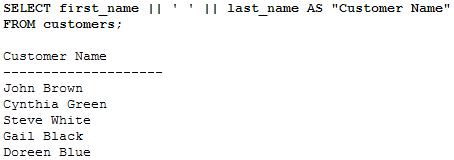 SELECT first_name || ' ' || last_name AS "Customer Name"
FROM customers;
Customer Name
--------------------
John Brown
Cynthia Green
Steve White
Gail Black
Doreen Blue